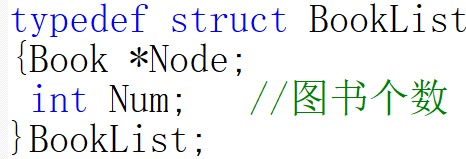 typedef struct BookList
{Book *Node;
int Num; //图书个数
}BookList;